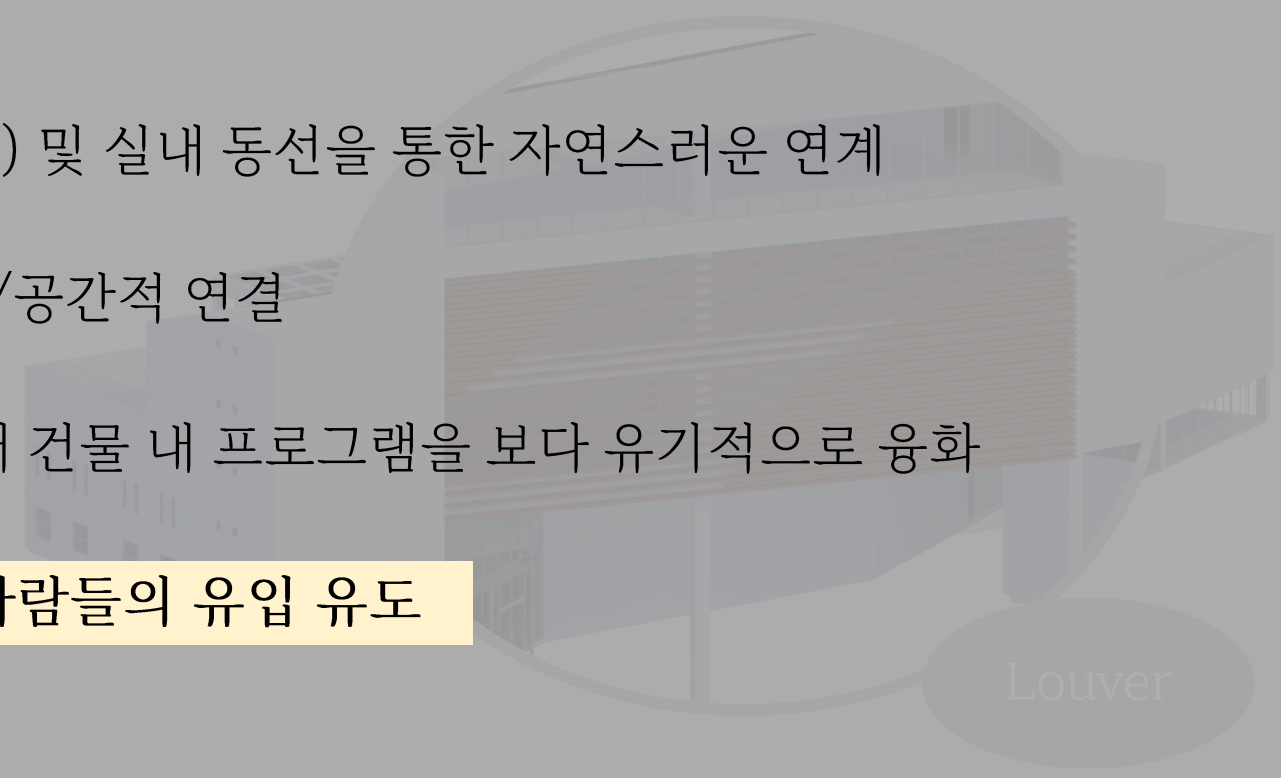 ) 및 실내 동선을 통한 자연스러운 연계
/공간적 연결
건물 내 프로그램을 보다 유기적으로 융화
사람들의 유입 유도
Louver